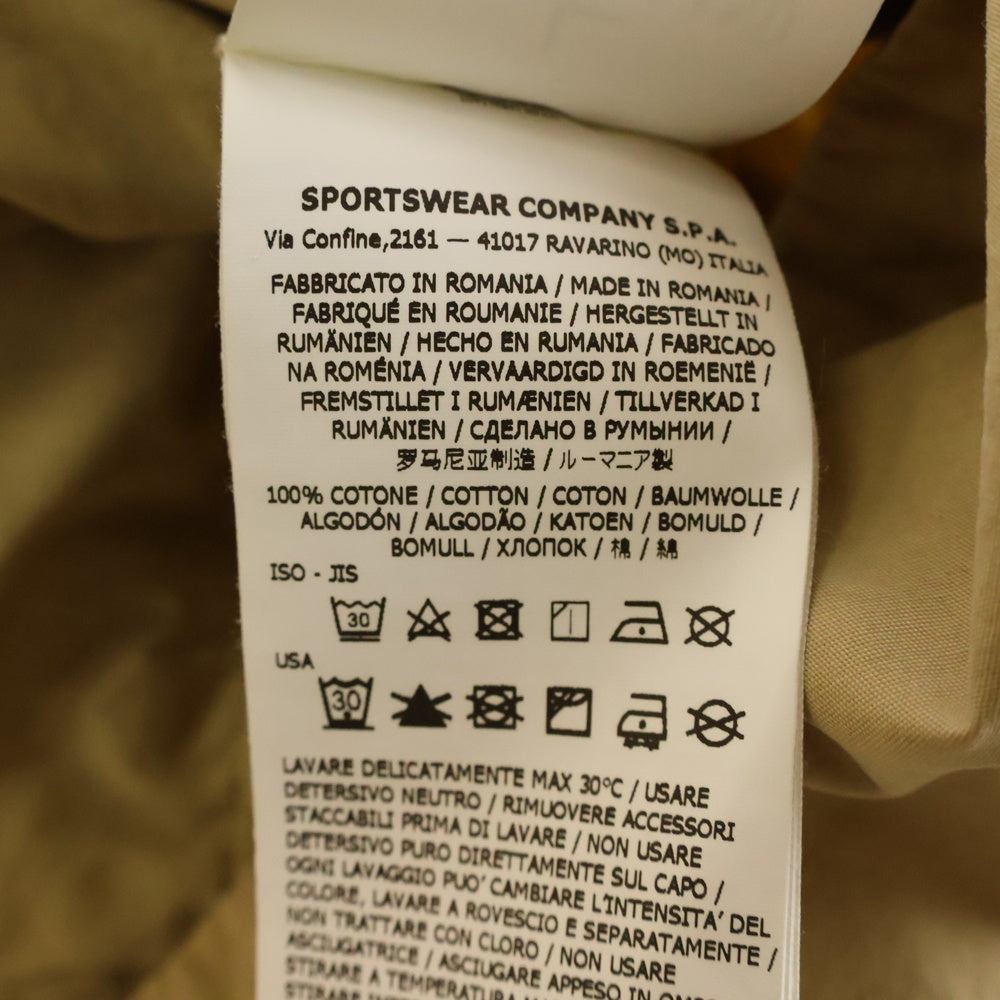 SPORTSWEAR COMPANY S.P.A.
Via Confine,2161 — 41017 RAVARINO (MO) ITALIA
FABBRICATO IN ROMANIA / MADE IN ROMANIA /
FABRIQUÉ EN ROUMANIE / HERGESTELLT IN
RUMÄNIEN / HECHO EN RUMANIA / FABRICADO
NA ROMÉNIA / VERVAARDIGD IN ROEMENIË /
FREMSTILLET I RUMÆNIEN / TILLVERKAD I
RUMÄNIEN / СДЕЛАНО В РУМЫНИИ /
罗马尼亚制造 / ルーマニア製
100% COTONE / COTTON / COTON / BAUMWOLLE /
ALGODÓN / ALGODÃO / KATOEN / BOMULD /
BOMULL / ХЛОПОК / 棉 / 綿
ISO - JIS
30
USA
30
LAVARE DELICATAMENTE MAX 30°C / USARE
DETERSIVO NEUTRO / RIMUOVERE ACCESSORI
STACCABILI PRIMA DI LAVARE / NON USARE
DETERSIVO PURO DIRETTAMENTE SUL CAPO /
OGNI LAVAGGIO PUO' CAMBIARE L'INTENSITA' DEL
COLORE, LAVARE A ROVESCIO E SEPARATAMENTE /
NON TRATTARE CON CLORO / NON USARE
ASCIUGATRICE / ASCIUGARE APPESO IN
STIRARE A TEMPERATURA
STIRARE